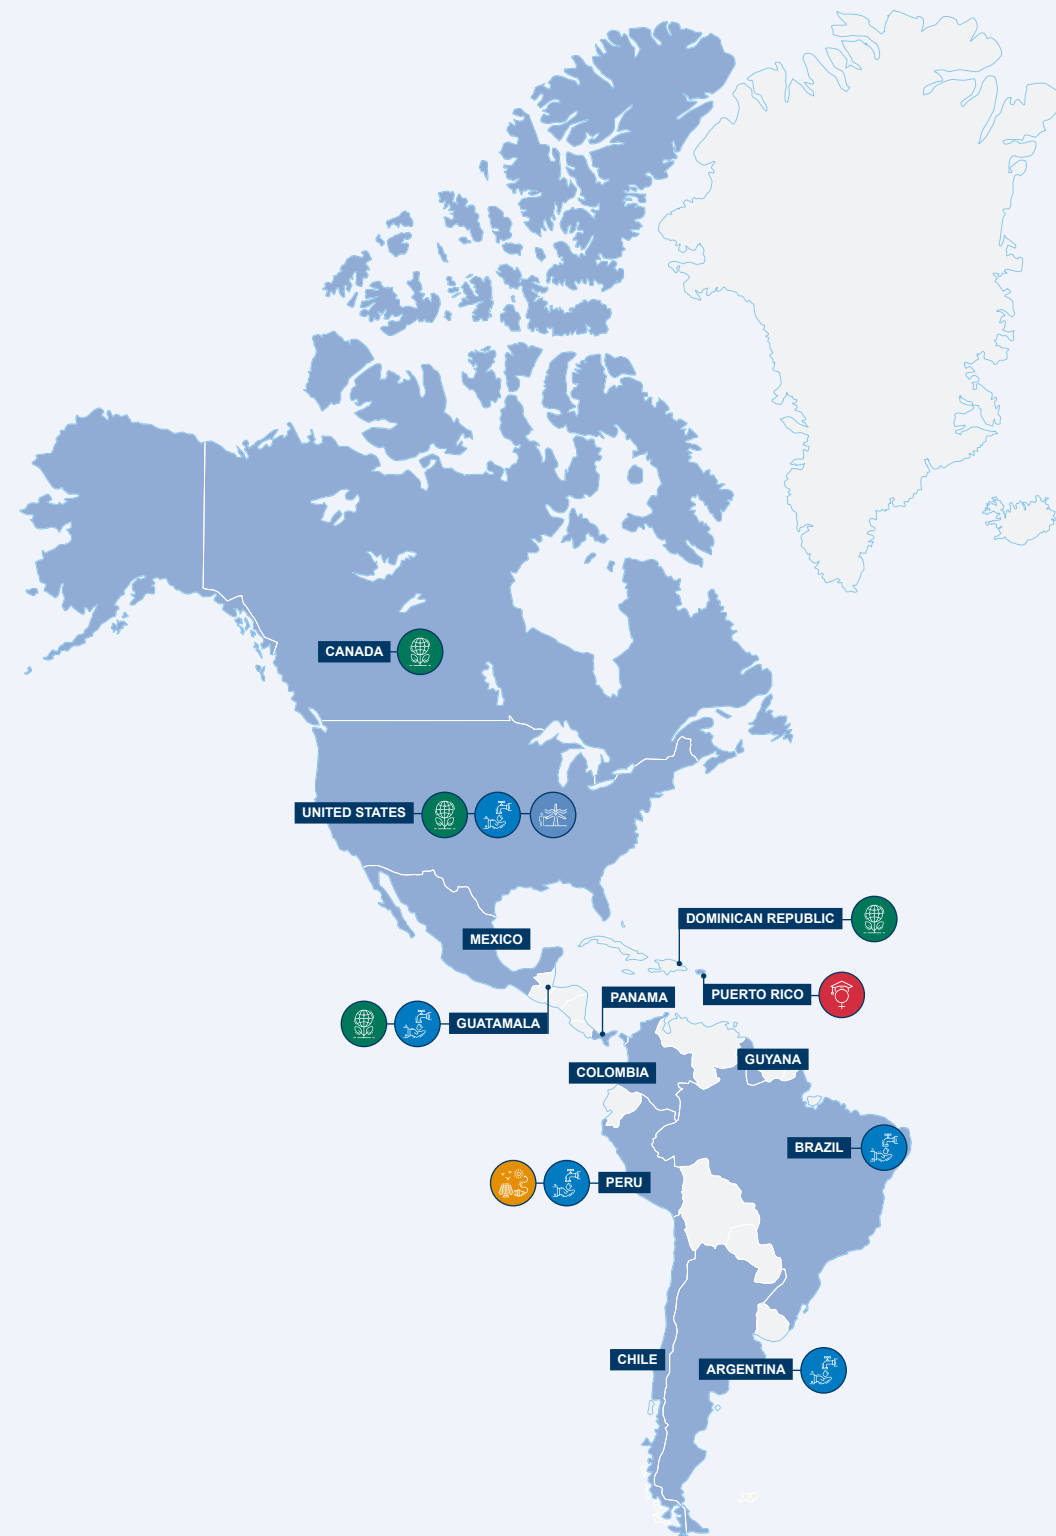 CANADA
UNITED STATES
DOMINICAN REPUBLIC
MEXICO
PUERTO RICO
PANAMA
GUATAMALA
GUYANA
COLOMBIA
BRAZIL
PERU
CHILE
ARGENTINA